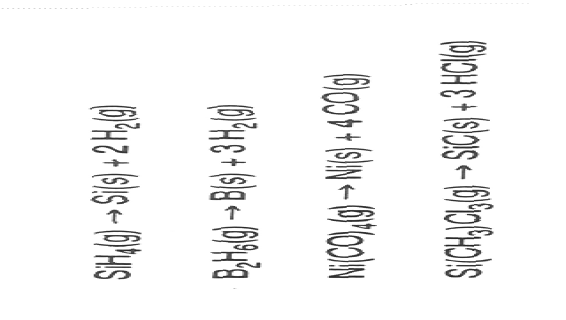 SiH₄(g) → Si(s) + 2 H₂(g)
B₂H₆(g) → B(s) + 3 H₂(g)
Ni(CO)₄(g) → Ni(s) + 4 CO(g)
Si(CH₃)Cl₃(g) → SiC(s) + 3 HCl(g)